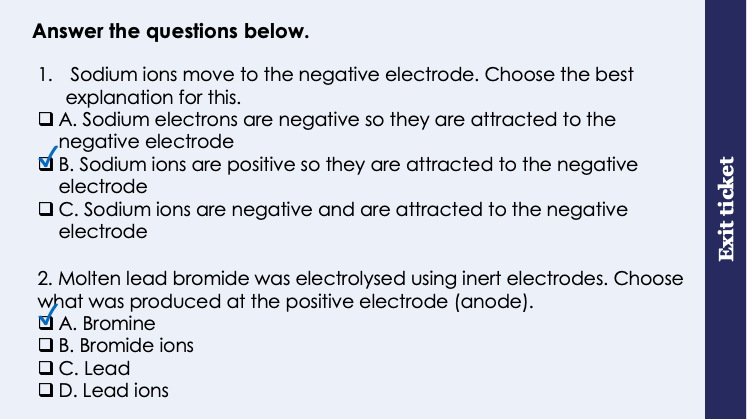 Answer the questions below.
1. Sodium ions move to the negative electrode. Choose the best
explanation for this.
A. Sodium electrons are negative so they are attracted to the
negative electrode
B. Sodium ions are positive so they are attracted to the negative
electrode
C. Sodium ions are negative and are attracted to the negative
electrode
2. Molten lead bromide was electrolysed using inert electrodes. Choose
what was produced at the positive electrode (anode).
A. Bromine
B. Bromide ions
C. Lead
D. Lead ions
Exit ticket